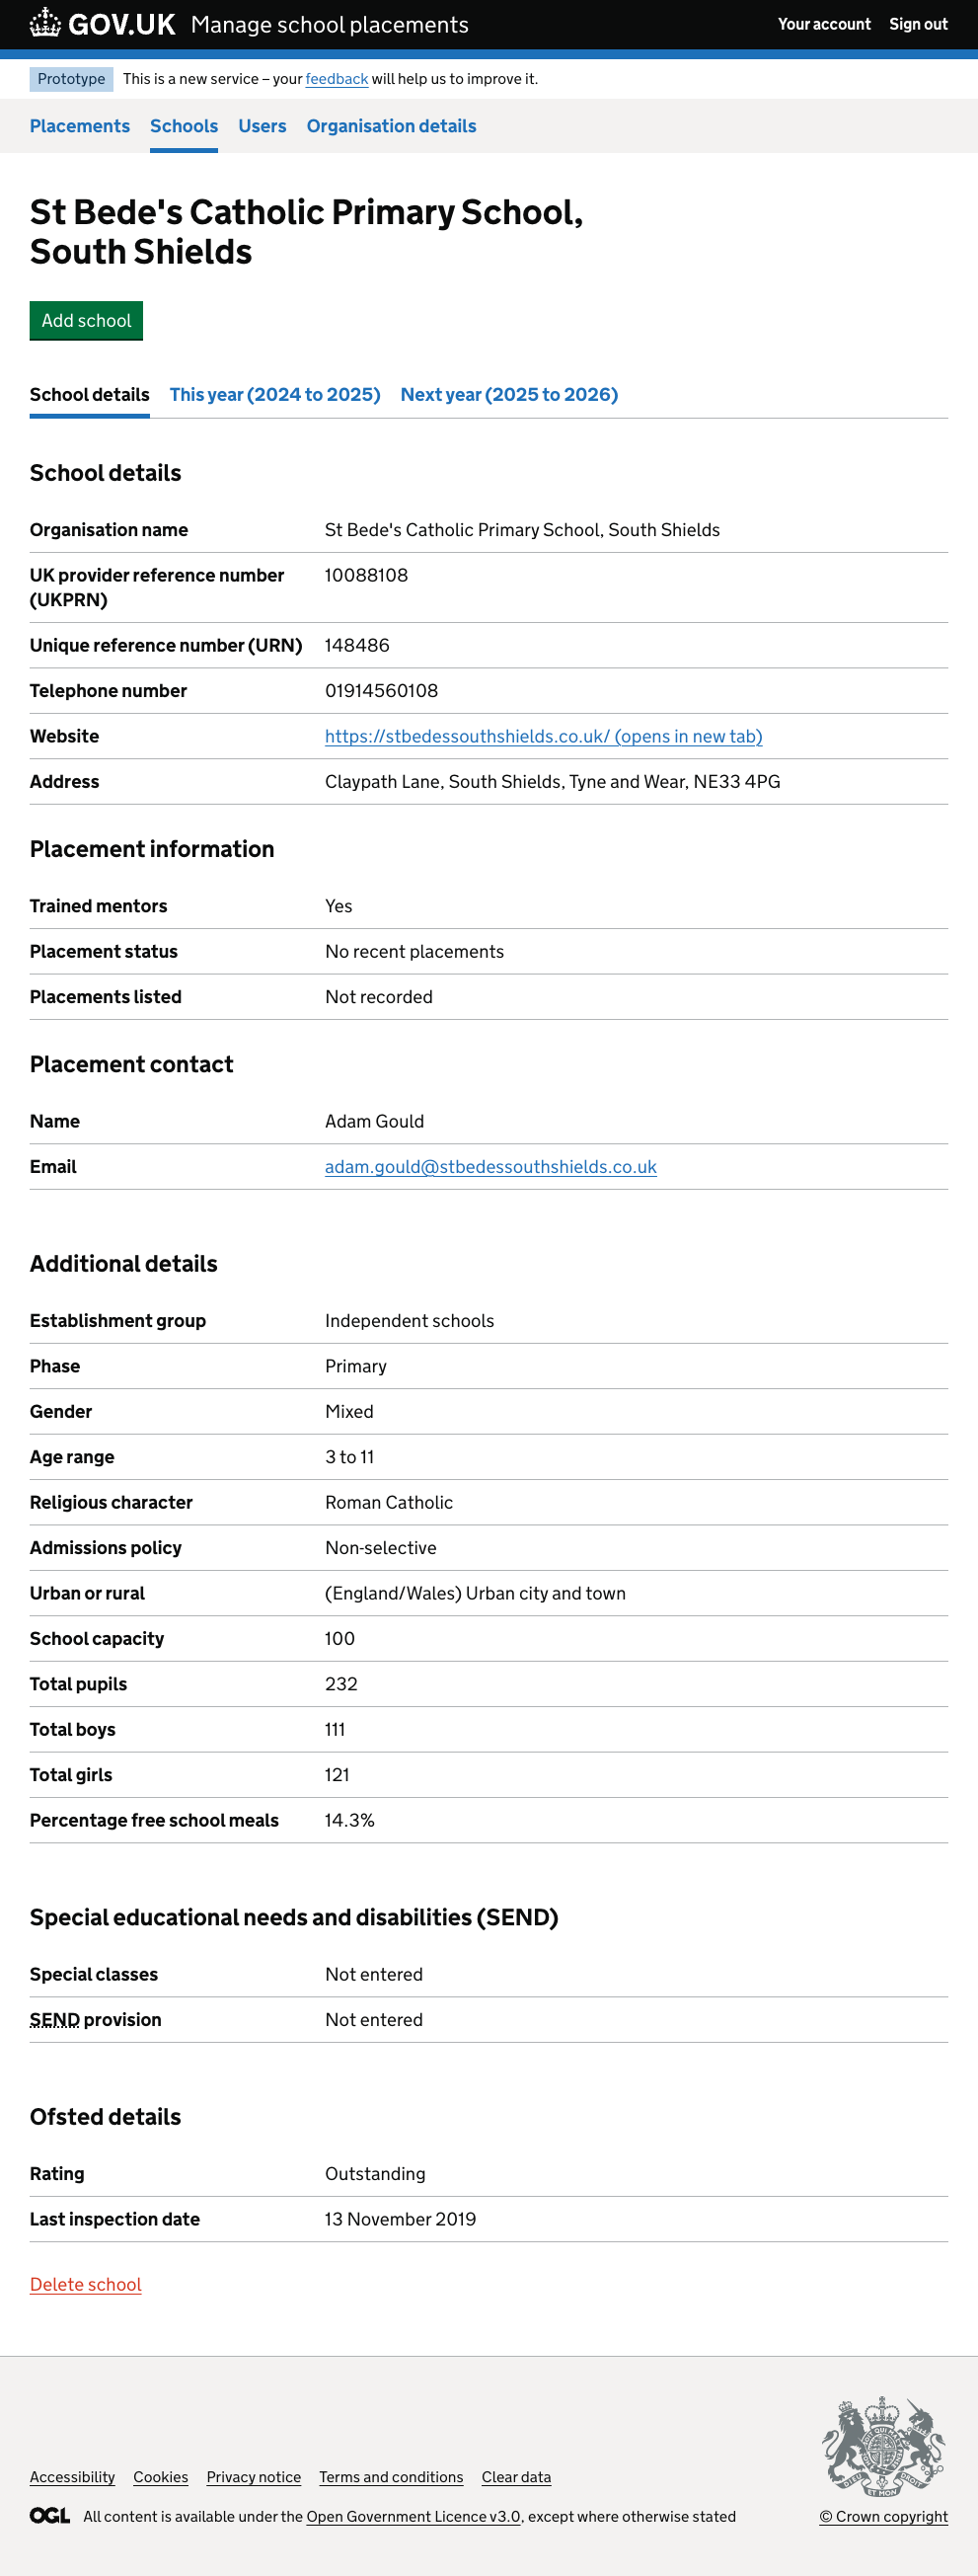 GOV.UK Manage school placements Your account Sign out
Prototype This is a new service – your feedback will help us to improve it.
Placements Schools Users Organisation details
St Bede's Catholic Primary School,
South Shields
Add school
School details This year (2024 to 2025) Next year (2025 to 2026)
School details
Organisation name St Bede's Catholic Primary School, South Shields
UK provider reference number 10088108
(UKPRN)
Unique reference number (URN) 148486
Telephone number 01914560108
Website https://stbedessouthshields.co.uk/ (opens in new tab)
Address Claypath Lane, South Shields, Tyne and Wear, NE33 4PG
Placement information
Trained mentors Yes
Placement status No recent placements
Placements listed Not recorded
Placement contact
Name Adam Gould
Email adam.gould@stbedessouthshields.co.uk
Additional details
Establishment group Independent schools
Phase Primary
Gender Mixed
Age range 3 to 11
Religious character Roman Catholic
Admissions policy Non-selective
Urban or rural (England/Wales) Urban city and town
School capacity 100
Total pupils 232
Total boys 111
Total girls 121
Percentage free school meals 14.3%
Special educational needs and disabilities (SEND)
Special classes Not entered
SEND provision Not entered
Ofsted details
Rating Outstanding
Last inspection date 13 November 2019
Delete school
Accessibility Cookies Privacy notice Terms and conditions Clear data
OGL All content is available under the Open Government Licence v3.0, except where otherwise stated © Crown copyright